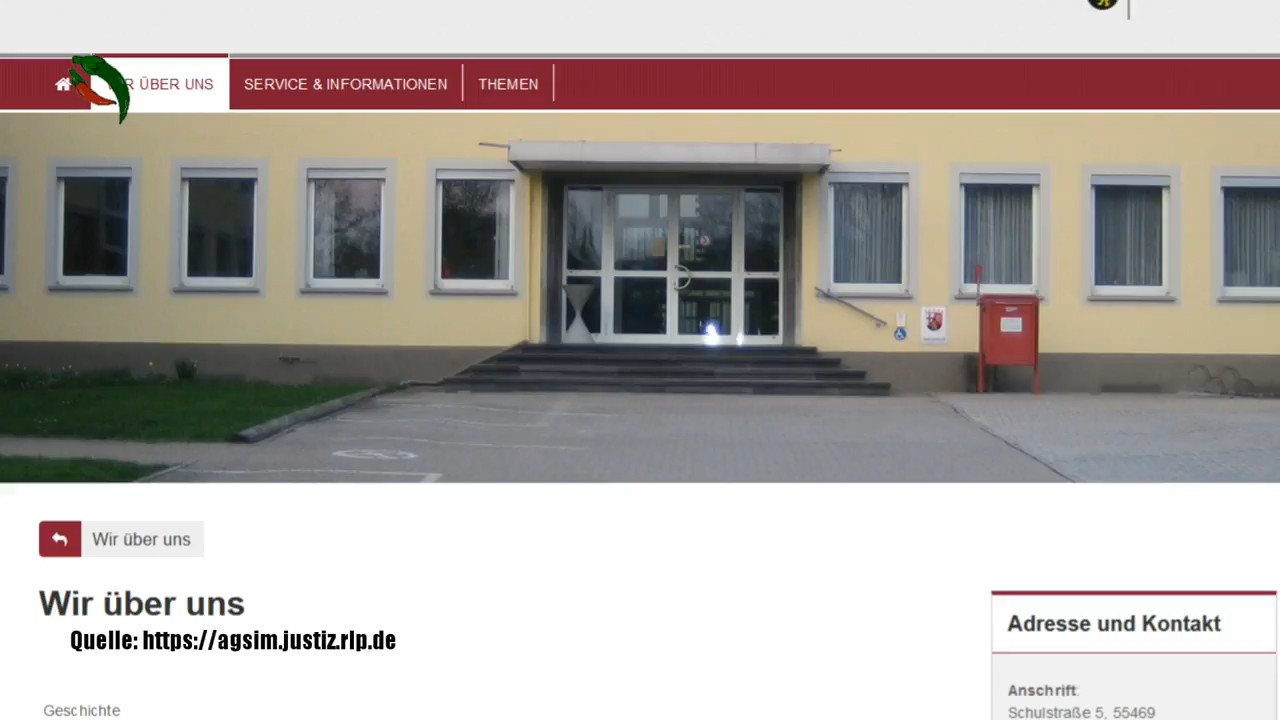 ÜBER UNS
SERVICE & INFORMATIONEN
THEMEN
Wir über uns
Wir über uns
Quelle: https://agsim.justiz.rlp.de
Adresse und Kontakt
Anschrift:
Schulstraße 5, 55469
Geschichte